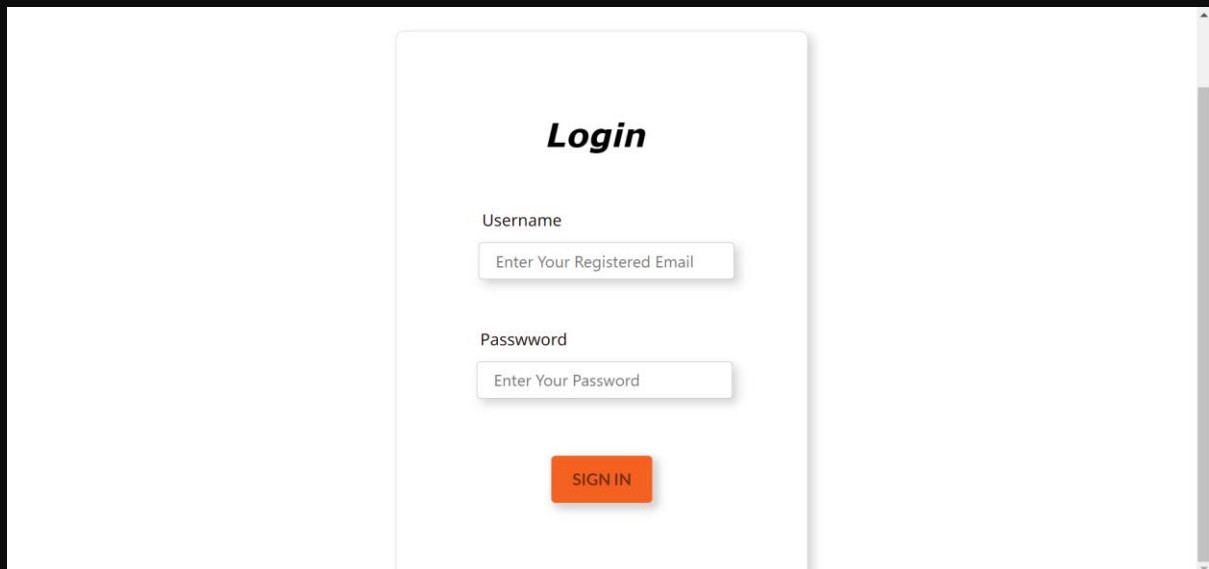 Login
Username
Enter Your Registered Email
Passwword
Enter Your Password
SIGN IN